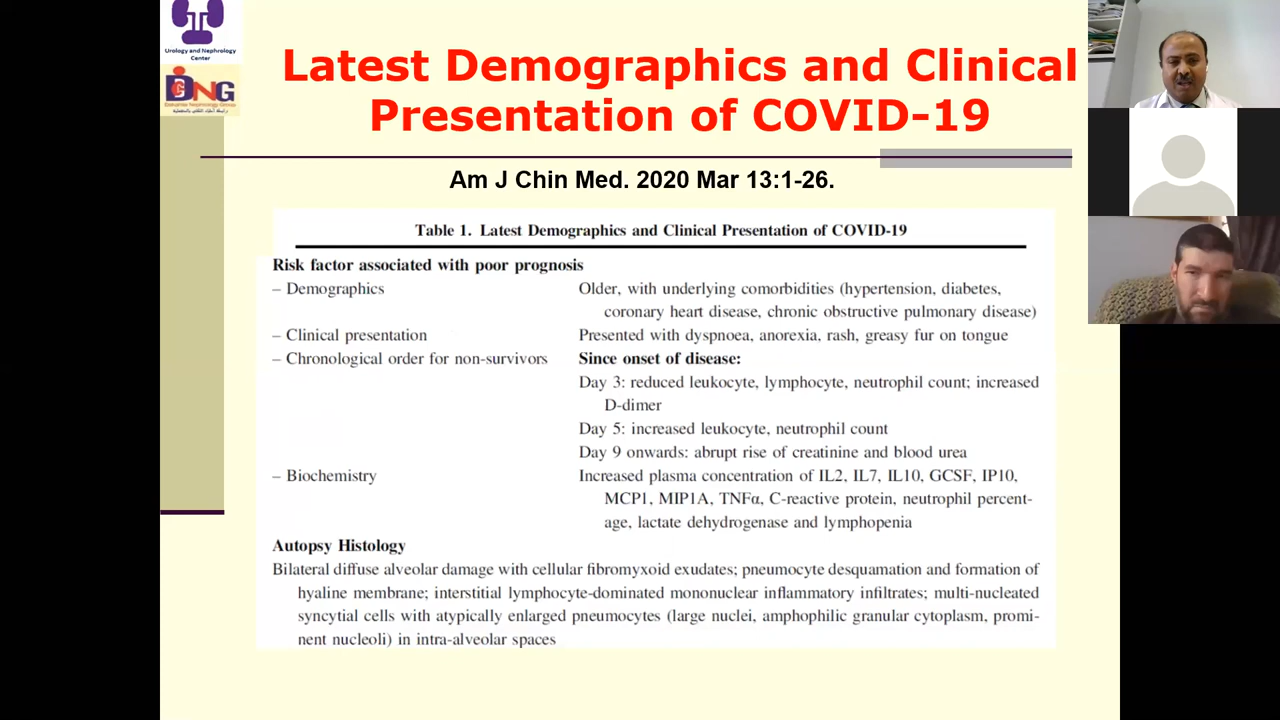 Urology and Nephrology
Center
DNG
Dakahlia Nephrology Group
Latest Demographics and Clinical
Presentation of COVID-19
Am J Chin Med. 2020 Mar 13:1-26.
Table 1. Latest Demographics and Clinical Presentation of COVID-19
Risk factor associated with poor prognosis
– Demographics Older, with underlying comorbidities (hypertension, diabetes,
coronary heart disease, chronic obstructive pulmonary disease)
– Clinical presentation Presented with dyspnoea, anorexia, rash, greasy fur on tongue
– Chronological order for non-survivors Since onset of disease:
Day 3: reduced leukocyte, lymphocyte, neutrophil count; increased
D-dimer
Day 5: increased leukocyte, neutrophil count
Day 9 onwards: abrupt rise of creatinine and blood urea
– Biochemistry Increased plasma concentration of IL2, IL7, IL10, GCSF, IP10,
MCP1, MIP1A, TNFα, C-reactive protein, neutrophil percent-
age, lactate dehydrogenase and lymphopenia
Autopsy Histology
Bilateral diffuse alveolar damage with cellular fibromyxoid exudates; pneumocyte desquamation and formation of
hyaline membrane; interstitial lymphocyte-dominated mononuclear inflammatory infiltrates; multi-nucleated
syncytial cells with atypically enlarged pneumocytes (large nuclei, amphophilic granular cytoplasm, promi-
nent nucleoli) in intra-alveolar spaces